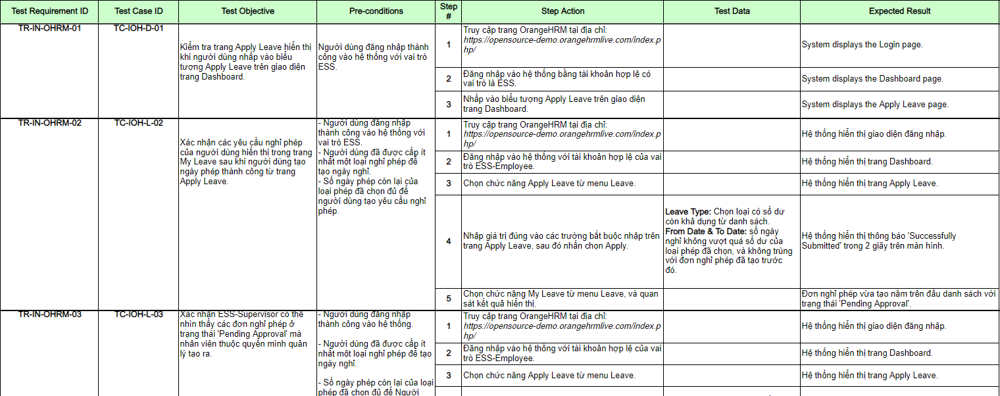 Test Requirement ID
Test Case ID
Test Objective
Pre-conditions
Step
#
Step Action
Test Data
Expected Result
TR-IN-OHRM-01
TC-IOH-D-01
Kiểm tra trang Apply Leave hiển thị
khi người dùng nhấp vào biểu
tượng Apply Leave trên giao diện
trang Dashboard.
Người dùng đăng nhập thành
công vào hệ thống với vai trò
ESS.
1
Truy cập trang OrangeHRM tại địa chỉ:
https://opensource-demo.orangehrmlive.com/index.p
hp/
System displays the Login page.
2
Đăng nhập vào hệ thống bằng tài khoản hợp lệ có
vai trò là ESS.
System displays the Dashboard page.
3
Nhấp vào biểu tượng Apply Leave trên giao diện
trang Dashboard.
System displays the Apply Leave page.
TR-IN-OHRM-02
TC-IOH-L-02
Xác nhận các yêu cầu nghỉ phép
của người dùng hiển thị trong trang
My Leave sau khi người dùng tạo
ngày phép thành công từ trang
Apply Leave.
- Người dùng đăng nhập
thành công vào hệ thống với
vai trò ESS.
- Người dùng đã được cấp ít
nhất một loại nghỉ phép để
tạo ngày nghỉ.
- Số ngày phép còn lại của
loại phép đã chọn đủ để
người dùng tạo yêu cầu nghỉ
phép.
1
Truy cập trang OrangeHRM tại địa chỉ:
https://opensource-demo.orangehrmlive.com/index.p
hp/
Hệ thống hiển thị giao diện đăng nhập.
2
Đăng nhập vào hệ thống với tài khoản hợp lệ của vai
trò ESS-Employee.
Hệ thống hiển thị trang Dashboard.
3
Chọn chức năng Apply Leave từ menu Leave.
Hệ thống hiển thị trang Apply Leave.
4
Nhập giá trị đúng vào các trường bắt buộc nhập trên
trang Apply Leave, sau đó nhấn chọn Apply.
Leave Type: Chọn loại có số dư
còn khả dụng từ danh sách.
From Date & To Date: số ngày
nghỉ không vượt quá số dư của
loại phép đã chọn, và không trùng
với đơn nghỉ phép đã tạo trước
đó.
Hệ thống hiển thị thông báo 'Successfully
Submitted' trong 2 giây trên màn hình.
5
Chọn chức năng My Leave từ menu Leave, và quan
sát kết quả hiển thị.
Đơn nghỉ phép vừa tạo nằm trên đầu danh sách với
trạng thái 'Pending Approval'.
TR-IN-OHRM-03
TC-IOH-L-03
Xác nhận ESS-Supervisor có thể
nhìn thấy các đơn nghỉ phép ở
trạng thái 'Pending Approval' mà
nhân viên thuộc quyền mình quản
lý tạo ra.
- Người dùng đăng nhập
thành công vào hệ thống.
- Người dùng đã được cấp ít
nhất một loại nghỉ phép để tạo
ngày nghỉ.
- Số ngày phép còn lại của loại
phép đã chọn đủ để Người
1
Truy cập trang OrangeHRM tại địa chỉ:
https://opensource-demo.orangehrmlive.com/index.p
hp/
Hệ thống hiển thị giao diện đăng nhập.
2
Đăng nhập vào hệ thống với tài khoản hợp lệ của vai
trò ESS-Employee.
Hệ thống hiển thị trang Dashboard.
3
Chọn chức năng Apply Leave từ menu Leave.
Hệ thống hiển thị trang Apply Leave.